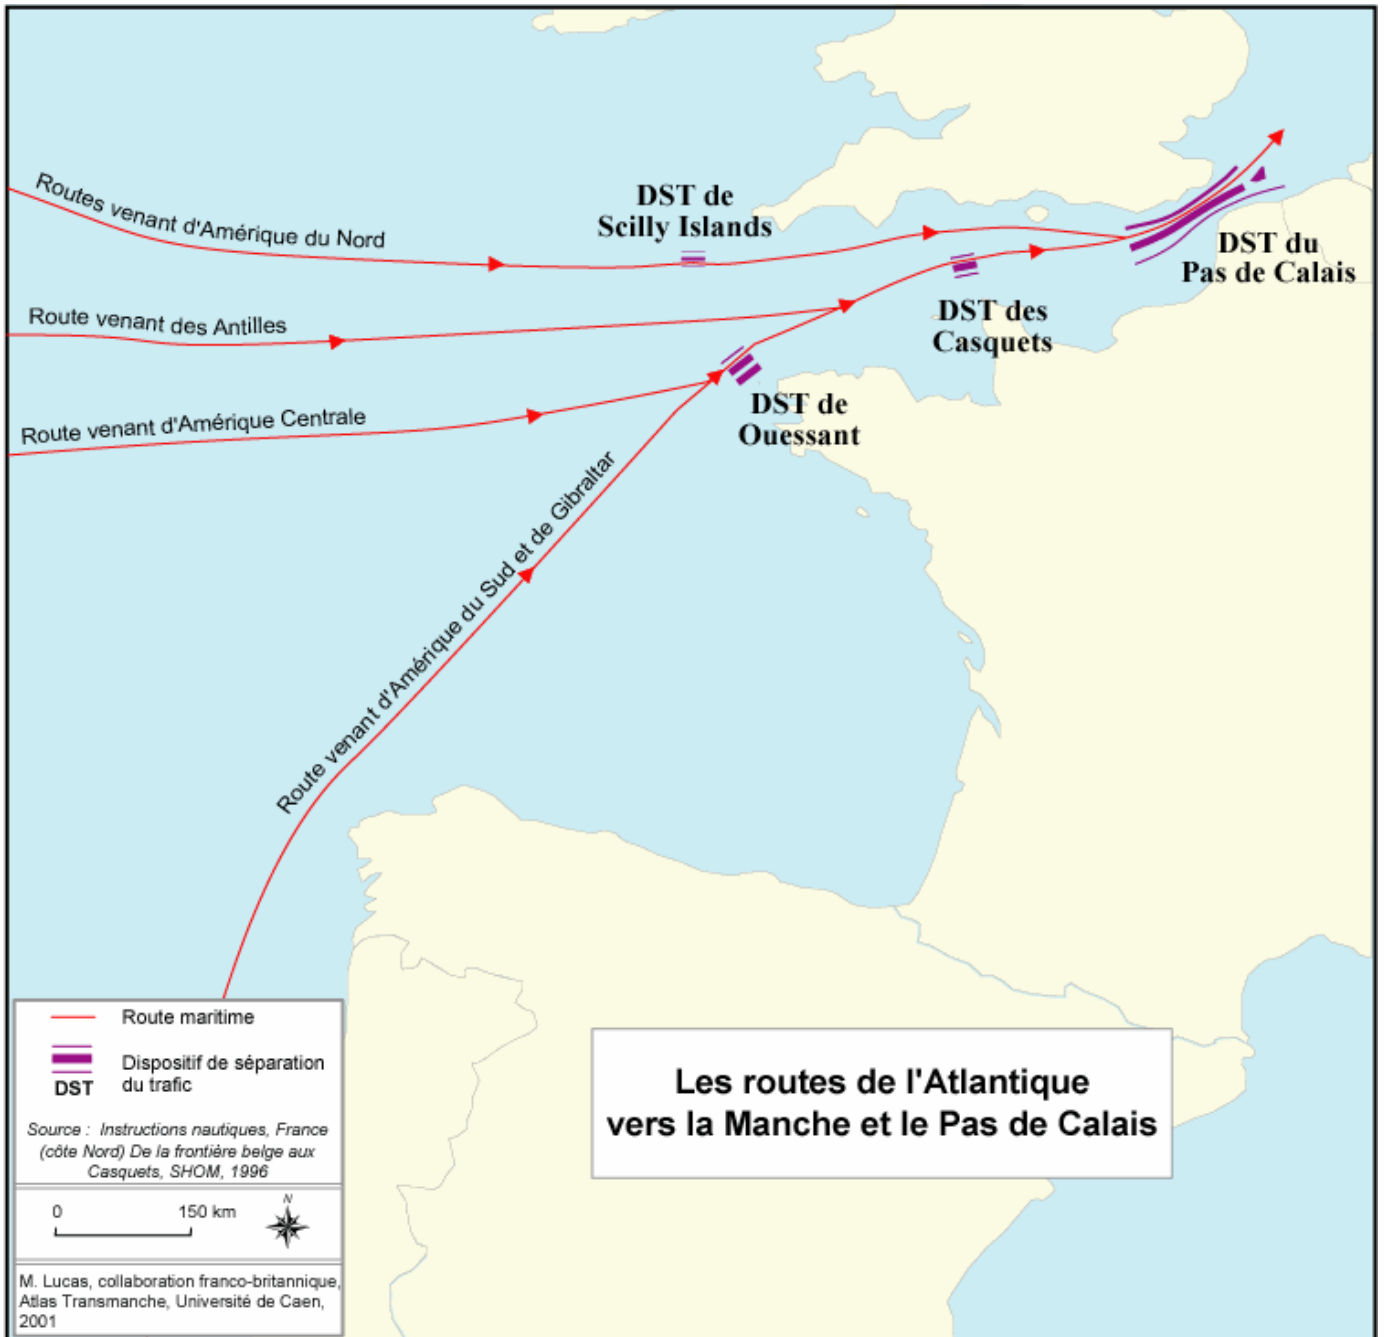 Routes venant d'Amérique du Nord
DST de
Scilly Islands
DST du
Pas de Calais
Route venant des Antilles
DST des
Casquets
Route venant d'Amérique Centrale
DST de
Ouessant
Route venant d'Amérique du Sud et de Gibraltar
Route maritime
Dispositif de séparation
du trafic
DST
Source : Instructions nautiques, France
(côte Nord) De la frontière belge aux
Casquets, SHOM, 1996
0 150 km
N
M. Lucas, collaboration franco-britannique,
Atlas Transmanche, Université de Caen,
2001
Les routes de l'Atlantique
vers la Manche et le Pas de Calais